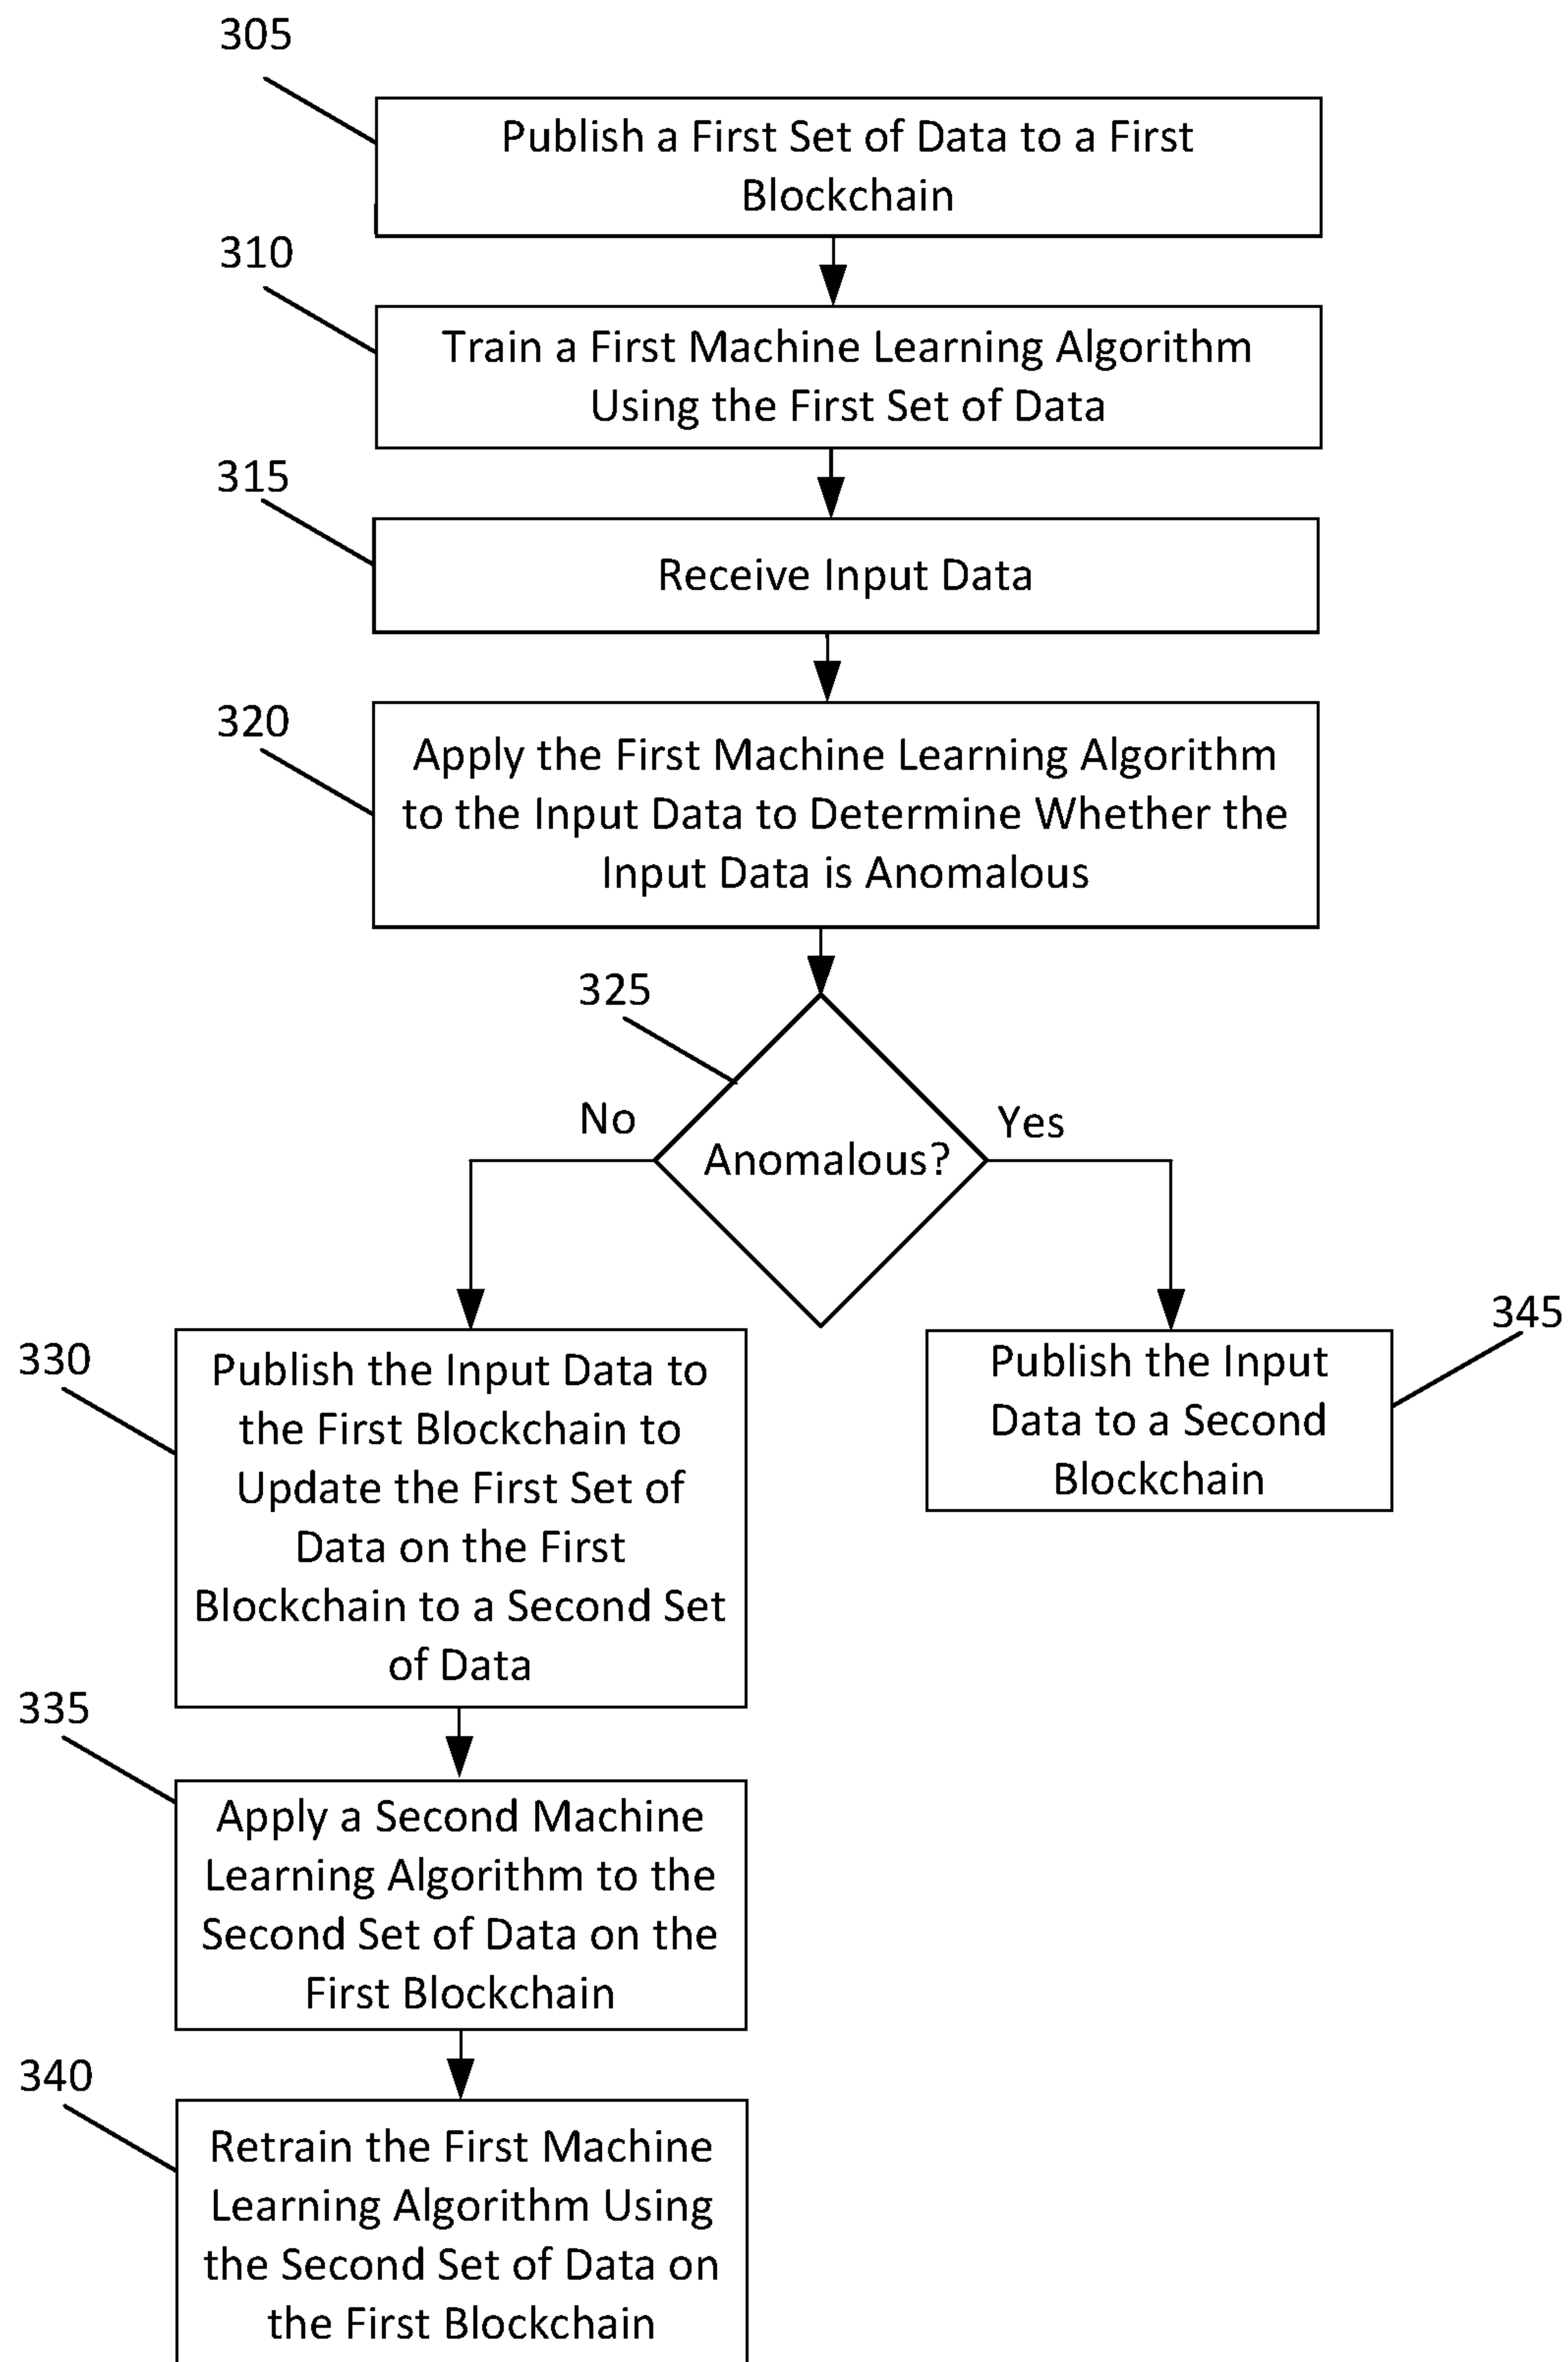 305
Publish a First Set of Data to a First
Blockchain
310
Train a First Machine Learning Algorithm
Using the First Set of Data
315
Receive Input Data
320
Apply the First Machine Learning Algorithm
to the Input Data to Determine Whether the
Input Data is Anomalous
325
No
Anomalous?
Yes
330
Publish the Input Data to
the First Blockchain to
Update the First Set of
Data on the First
Blockchain to a Second Set
of Data
345
Publish the Input
Data to a Second
Blockchain
335
Apply a Second Machine
Learning Algorithm to the
Second Set of Data on the
First Blockchain
340
Retrain the First Machine
Learning Algorithm Using
the Second Set of Data on
the First Blockchain